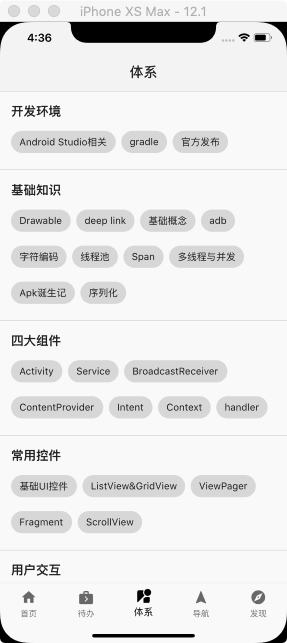 iPhone XS Max - 12.1
4:36
体系
开发环境
Android Studio相关 gradle 官方发布
基础知识
Drawable deep link 基础概念 adb
字符编码 线程池 Span 多线程与并发
Apk诞生记 序列化
四大组件
Activity Service BroadcastReceiver
ContentProvider Intent Context handler
常用控件
基础UI控件 ListView&GridView ViewPager
Fragment ScrollView
用户交互
首页 待办 体系 导航 发现